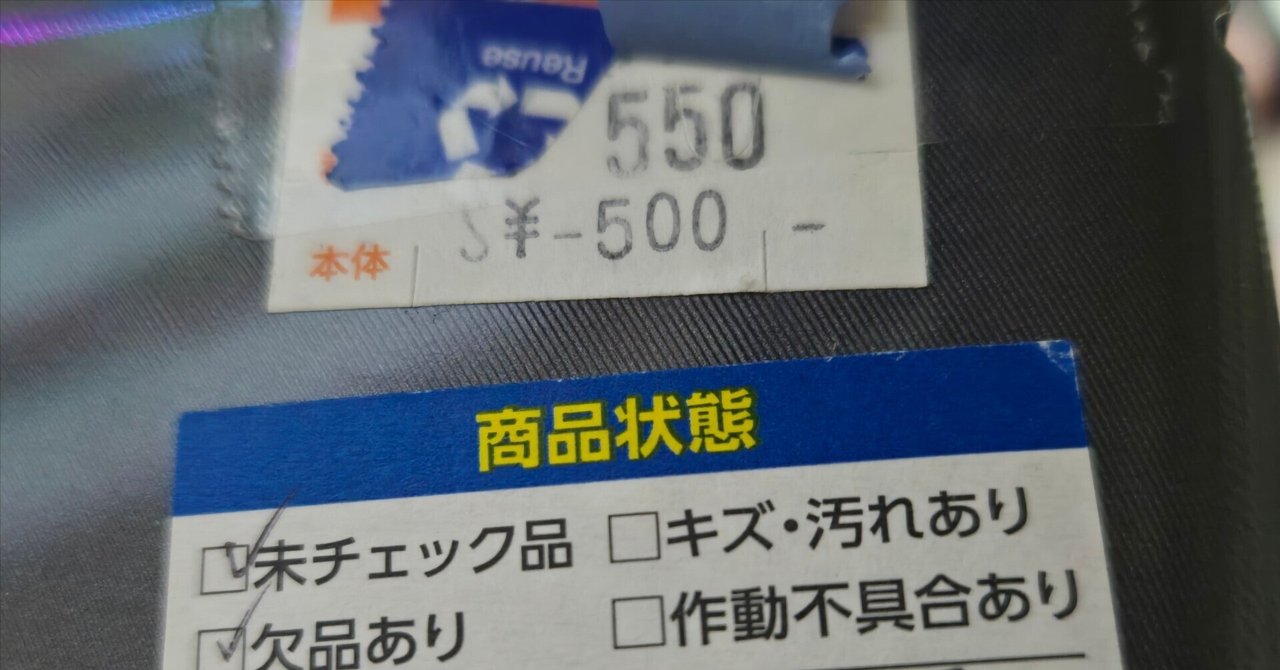 Reuse
550
¥-500 -
本体
商品状態
未チェック品 キズ・汚れあり
欠品あり 作動不具合あり